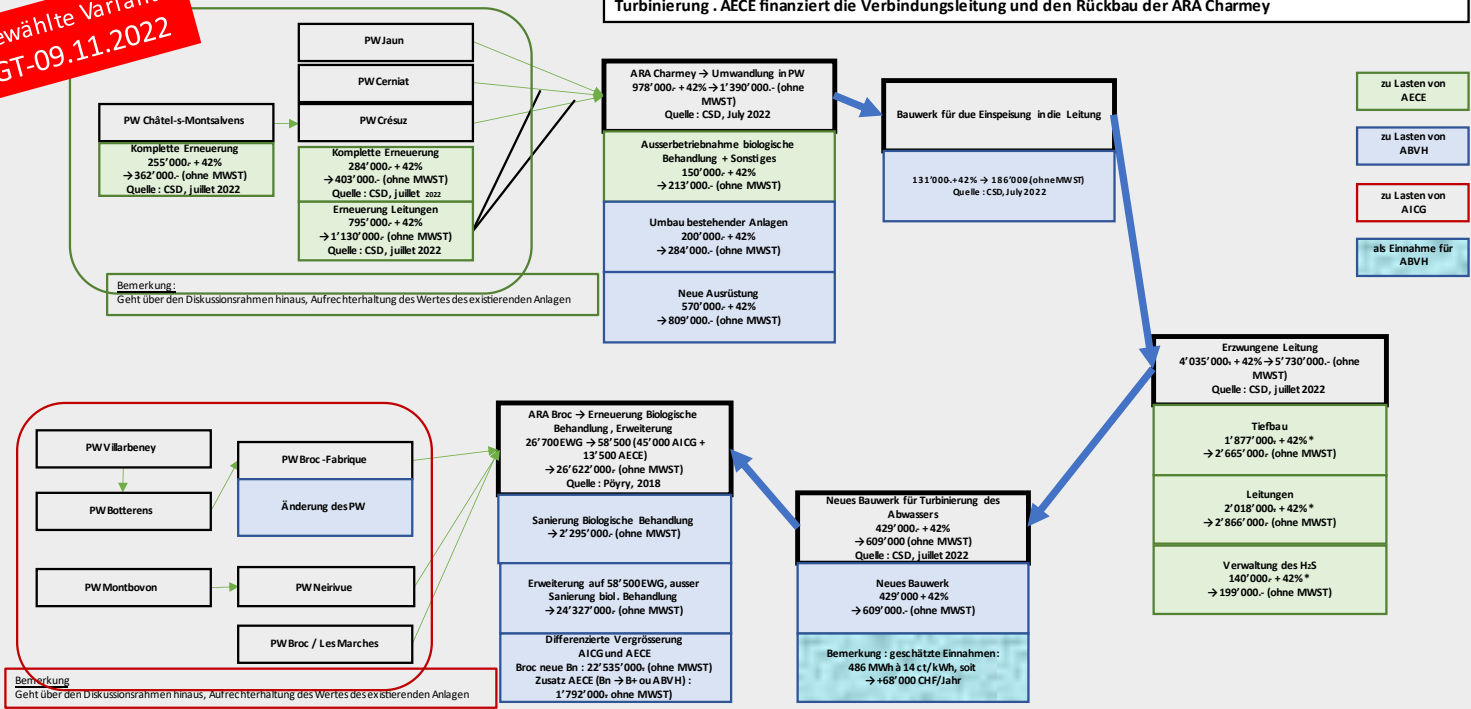 Turbinierung . AECE finanziert die Verbindungsleitung und den Rückbau der ARA Charmey
ewählte Variant
GT-09.11.2022
PW Jaun
PW Cerniat
PW Châtel-s-Montsalvens
PW Crésuz
Komplette Erneuerung
255'000.- + 42%
→362'000.- (ohne MWST)
Quelle : CSD, juillet 2022
Komplette Erneuerung
284'000.- + 42%
→403'000.- (ohne MWST)
Quelle : CSD, juillet 2022
Erneuerung Leitungen
795'000.- + 42%
→1'130'000.- (ohne MWST)
Quelle : CSD, juillet 2022
Bemerkung :
Geht über den Diskussionsrahmen hinaus, Aufrechterhaltung des Wertes des existierenden Anlagen
ARA Charmey → Umwandlung in PW
978'000.- + 42% → 1'390'000.- (ohne
MWST)
Quelle : CSD, July 2022
Ausserbetriebnahme biologische
Behandlung + Sonstiges
150'000.- + 42%
→213'000.- (ohne MWST)
Umbau bestehender Anlagen
200'000.- + 42%
→284'000.- (ohne MWST)
Neue Ausrüstung
570'000.- + 42%
→809'000.- (ohne MWST)
Bauwerk für due Einspeisung in die Leitung
131'000.-+42% → 186'000 (ohne MWST)
Quelle : CSD, July 2022
zu Lasten von
AECE
zu Lasten von
ABVH
zu Lasten von
AICG
als Einnahme für
ABVH
Erzwungene Leitung
4'035'000.- + 42% → 5'730'000.- (ohne
MWST)
Quelle : CSD, juillet 2022
Tiefbau
1'877'000.- + 42% *
→2'665'000.- (ohne MWST)
Leitungen
2'018'000.- + 42% *
→2'866'000.- (ohne MWST)
Verwaltung des H2S
140'000.- + 42% *
→199'000.- (ohne MWST)
Neues Bauwerk für Turbinierung des
Abwassers
429'000.- + 42%
→609'000 (ohne MWST)
Quelle : CSD, juillet 2022
Neues Bauwerk
429'000 + 42%
→609'000.- (ohne MWST)
Bemerkung : geschätzte Einnahmen:
486 MWh à 14 ct/kWh, soit
→+68'000 CHF/Jahr
ARA Broc → Erneuerung Biologische
Behandlung , Erweiterung
26'700 EWG → 58'500 (45'000 AICG +
13'500 AECE)
→26'622'000.- (ohne MWST)
Quelle : Pöyry, 2018
Sanierung Biologische Behandlung
→2'295'000.- (ohne MWST)
Erweiterung auf 58'500 EWG, ausser
Sanierung biol. Behandlung
→24'327'000.- (ohne MWST)
Differenzierte Vergrösserung
AICG und AECE
Broc neue Bn : 22'535'000.- (ohne MWST)
Zusatz AECE (Bn → B+ ou ABVH) :
1'792'000.- ohne MWST)
PW Villarbeney
PW Botterens
PW Broc -Fabrique
Änderung des PW
PW Montbovon
PW Neirivue
PW Broc / Les Marches
Bemerkung
Geht über den Diskussionsrahmen hinaus, Aufrechterhaltung des Wertes des existierenden Anlagen